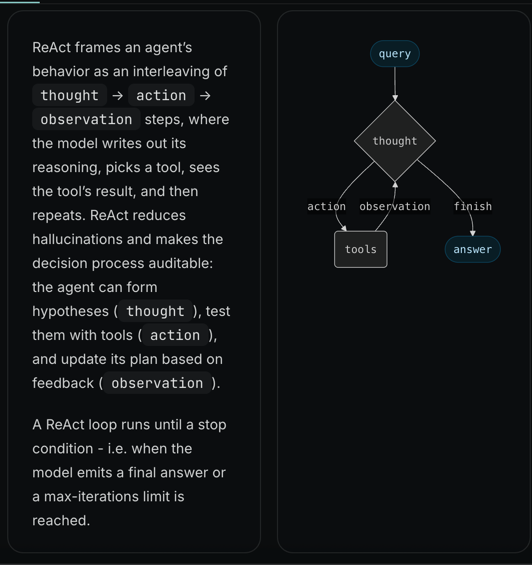 ReAct frames an agent’s
behavior as an interleaving of
thought → action →
observation steps, where
the model writes out its
reasoning, picks a tool, sees
the tool’s result, and then
repeats. ReAct reduces
hallucinations and makes the
decision process auditable:
the agent can form
hypotheses ( thought ), test
them with tools ( action ),
and update its plan based on
feedback ( observation ).
A ReAct loop runs until a stop
condition - i.e. when the
model emits a final answer or
a max-iterations limit is
reached.
query
thought
action
observation
finish
tools
answer